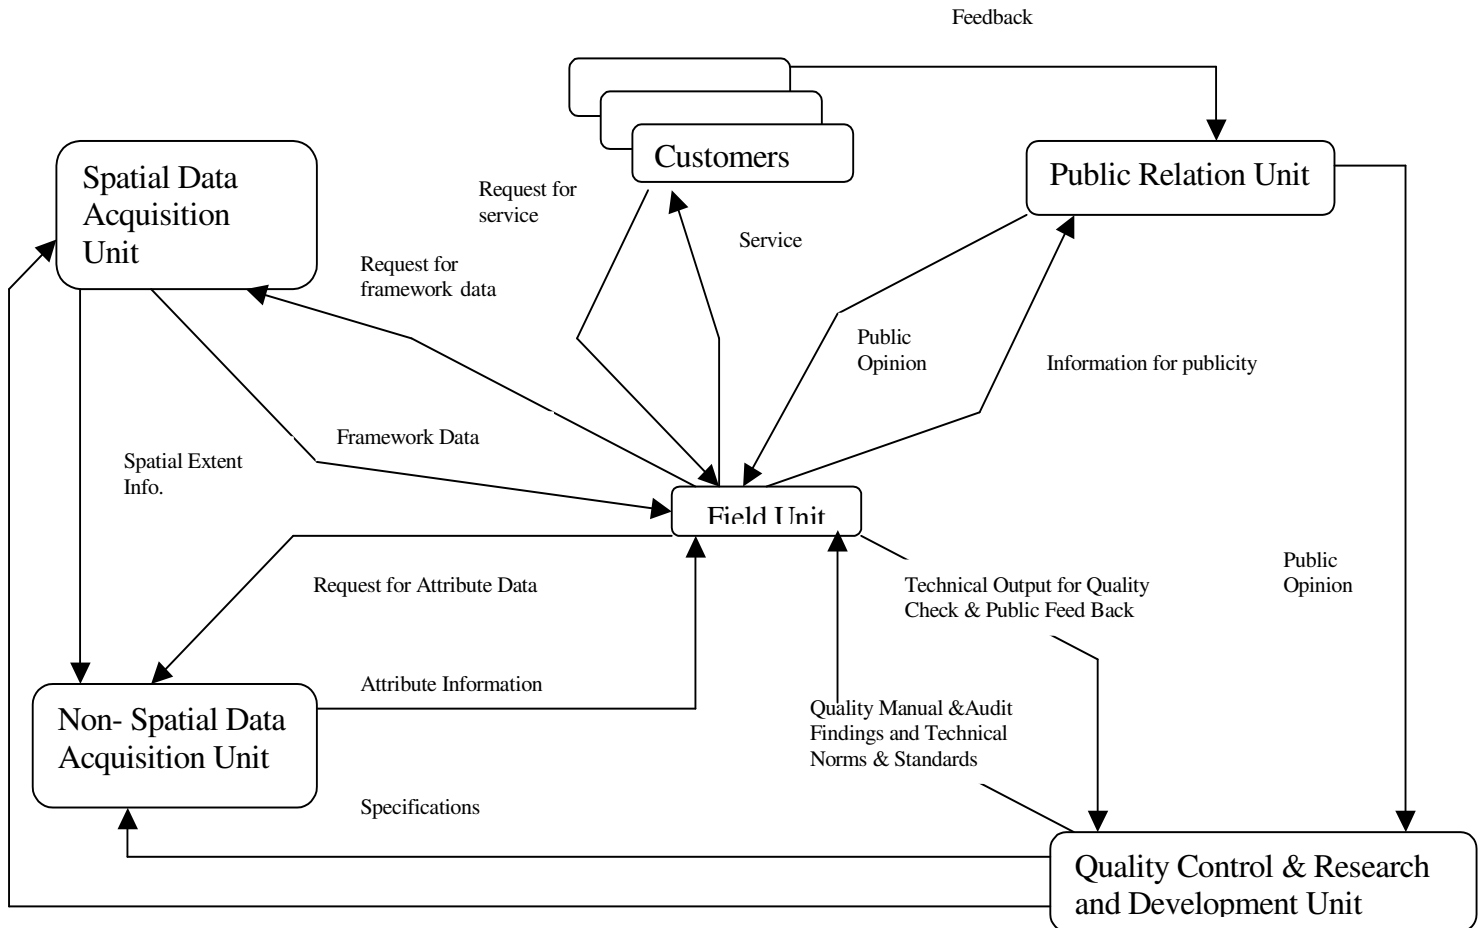 Feedback
Customers
Spatial Data
Acquisition
Unit
Public Relation Unit
Request for
service
Service
Request for
framework data
Public
Opinion
Information for publicity
Framework Data
Spatial Extent
Info.
Field Unit
Request for Attribute Data
Technical Output for Quality
Check & Public Feed Back
Public
Opinion
Attribute Information
Non- Spatial Data
Acquisition Unit
Quality Manual &Audit
Findings and Technical
Norms & Standards
Specifications
Quality Control & Research
and Development Unit